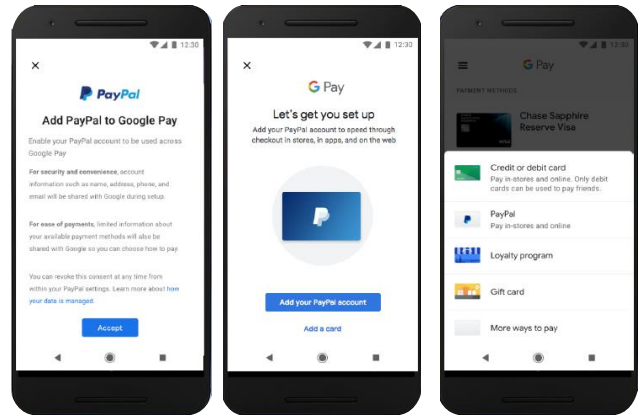 12:30
PayPal
Add PayPal to Google Pay
Enable your PayPal account to be used across
Google Pay
For security and convenience, account
information such as name, address, phone, and
email will be shared with Google during setup.
For ease of payments, limited information about
your available payment methods will also be
shared with Google so you can choose how to pay
You can revoke this consent at any time from
within your PayPal settings. Learn more about how
your data is managed.
Accept
12:30
G Pay
Let's get you set up
Add your PayPal account to speed through
checkout in stores, in apps, and on the web
Add your PayPal account
Add a card
12:30
G Pay
PAYMENT METHODS
Chase Sapphire
Reserve Visa
Credit or debit card
Pay in-stores and online. Only debit
cards can be used to pay friends.
PayPal
Pay in-stores and online
Loyalty program
Gift card
More ways to pay